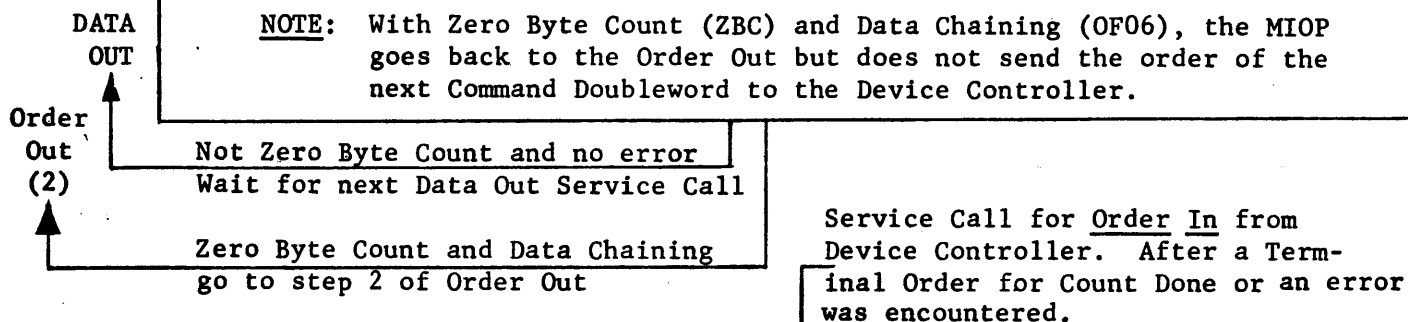 DATA
OUT
NOTE: With Zero Byte Count (ZBC) and Data Chaining (OF06), the MIOP
goes back to the Order Out but does not send the order of the
next Command Doubleword to the Device Controller.
Order
Out
(2)
Not Zero Byte Count and no error
Wait for next Data Out Service Call
Zero Byte Count and Data Chaining
go to step 2 of Order Out
Service Call for Order In from
Device Controller. After a Term-
inal Order for Count Done or an error
was encountered.